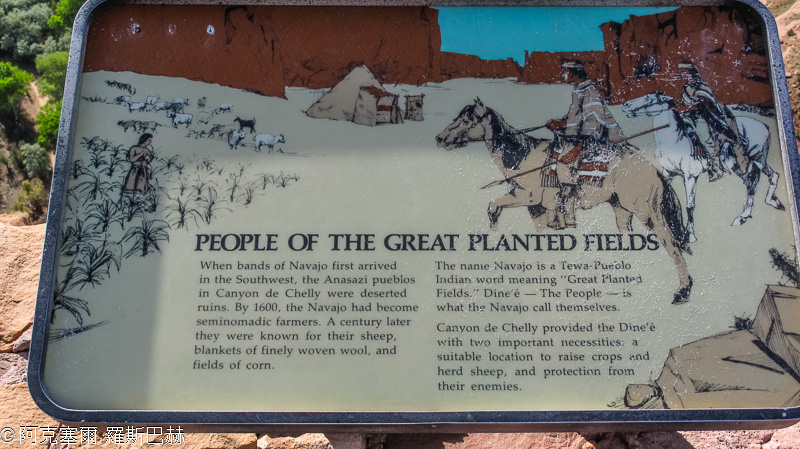 PEOPLE OF THE GREAT PLANTED FIELDS
When bands of Navajo first arrived
in the Southwest, the Anasazi pueblos
in Canyon de Chelly were deserted
ruins. By 1600, the Navajo had become
seminomadic farmers. A century later
they were known for their sheep,
blankets of finely woven wool, and
fields of corn.
The name Navajo is a Tewa-Pueblo
Indian word meaning "Great Planted
Fields." Dine'é — The People — is
what the Navajo call themselves.
Canyon de Chelly provided the Dine'é
with two important necessities: a
suitable location to raise crops and
herd sheep, and protection from
their enemies.
© 阿克塞爾 羅斯巴赫